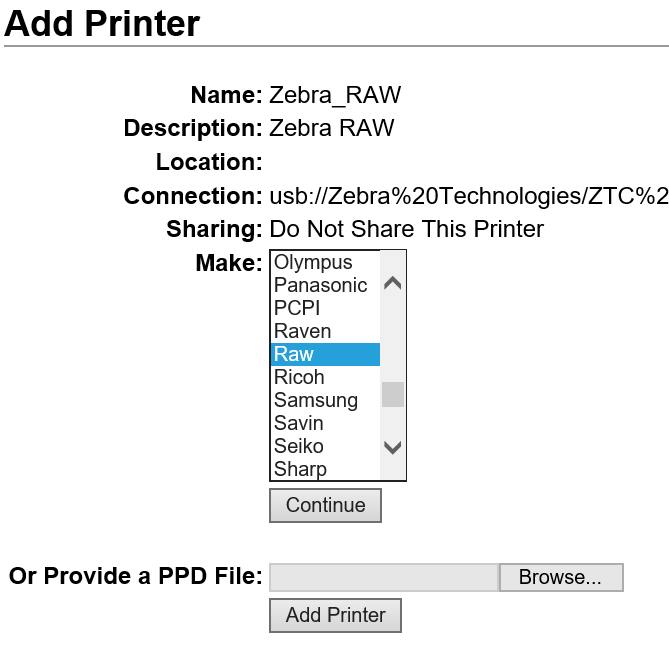 Add Printer
Name: Zebra_RAW
Description: Zebra RAW
Location:
Connection: usb://Zebra%20Technologies/ZTC%2
Sharing: Do Not Share This Printer
Make:
Olympus
Panasonic
PCPI
Raven
Raw
Ricoh
Samsung
Savin
Seiko
Sharp
Continue
Or Provide a PPD File: Browse...
Add Printer